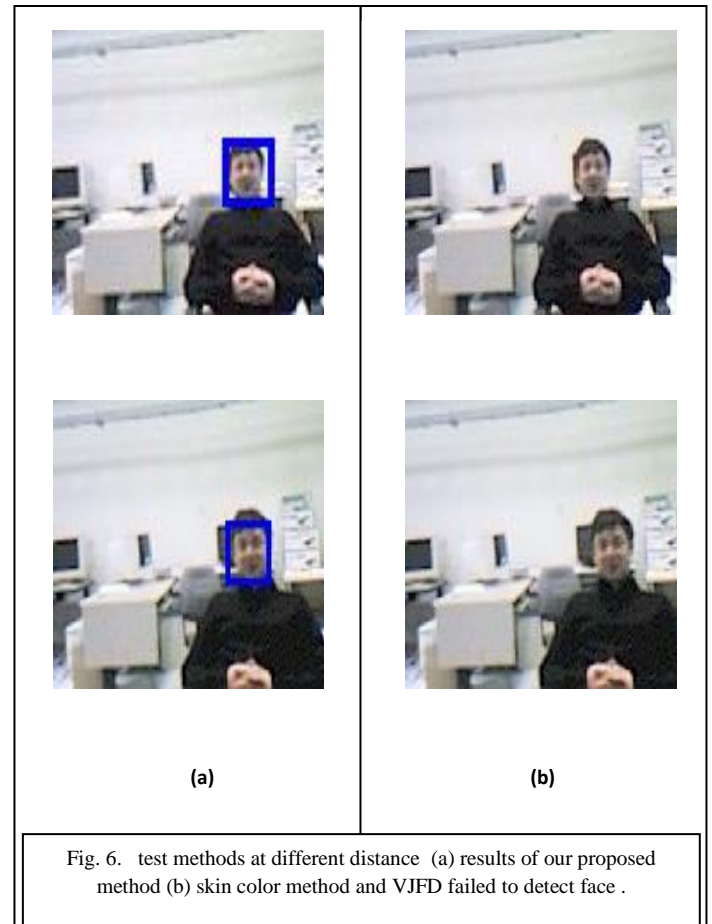 (a)
(b)
Fig. 6. test methods at different distance (a) results of our proposed
method (b) skin color method and VJFD failed to detect face .